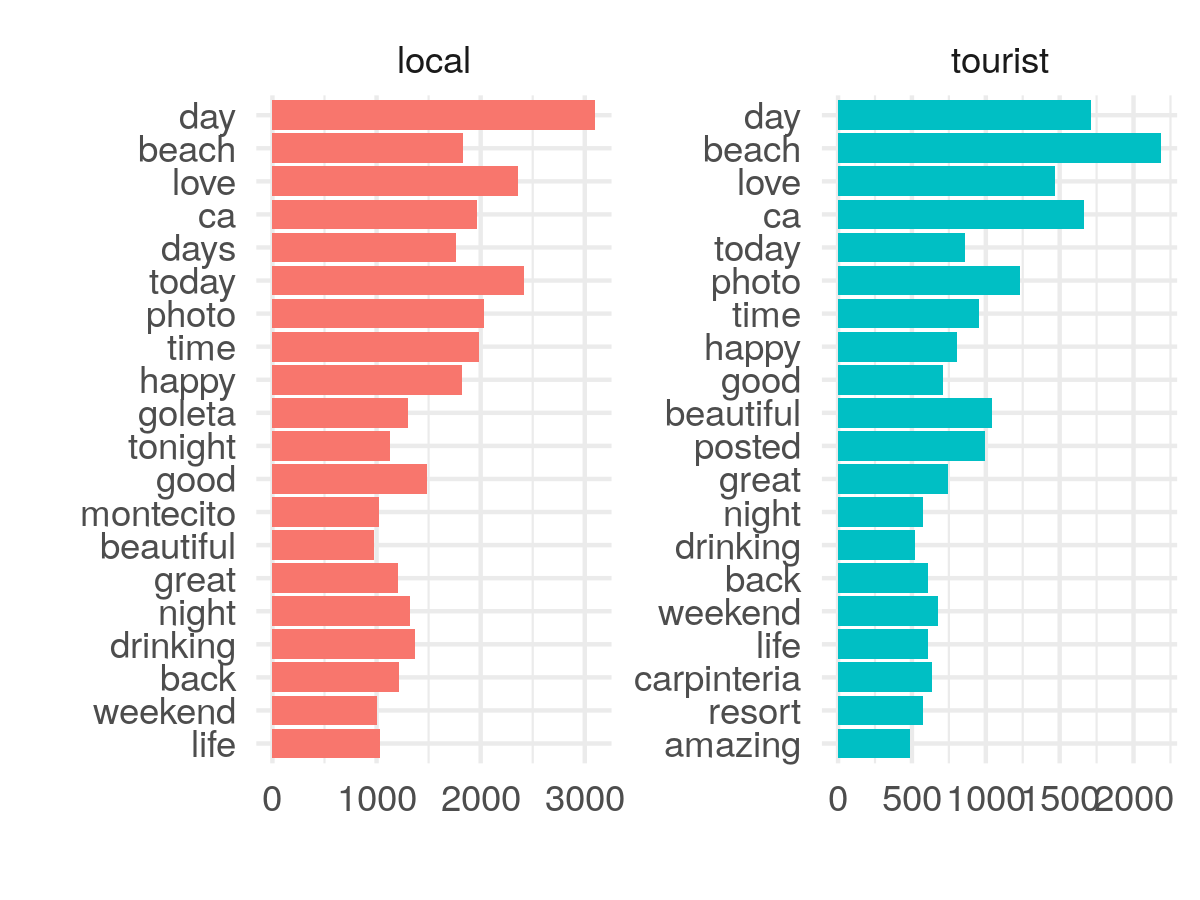 local
day
beach
love
ca
days
today
photo
time
happy
goleta
tonight
good
montecito
beautiful
great
night
drinking
back
weekend
life
0 1000 2000 3000
tourist
day
beach
love
ca
today
photo
time
happy
good
beautiful
posted
great
night
drinking
back
weekend
life
carpinteria
resort
amazing
0 500 1000 1500 2000